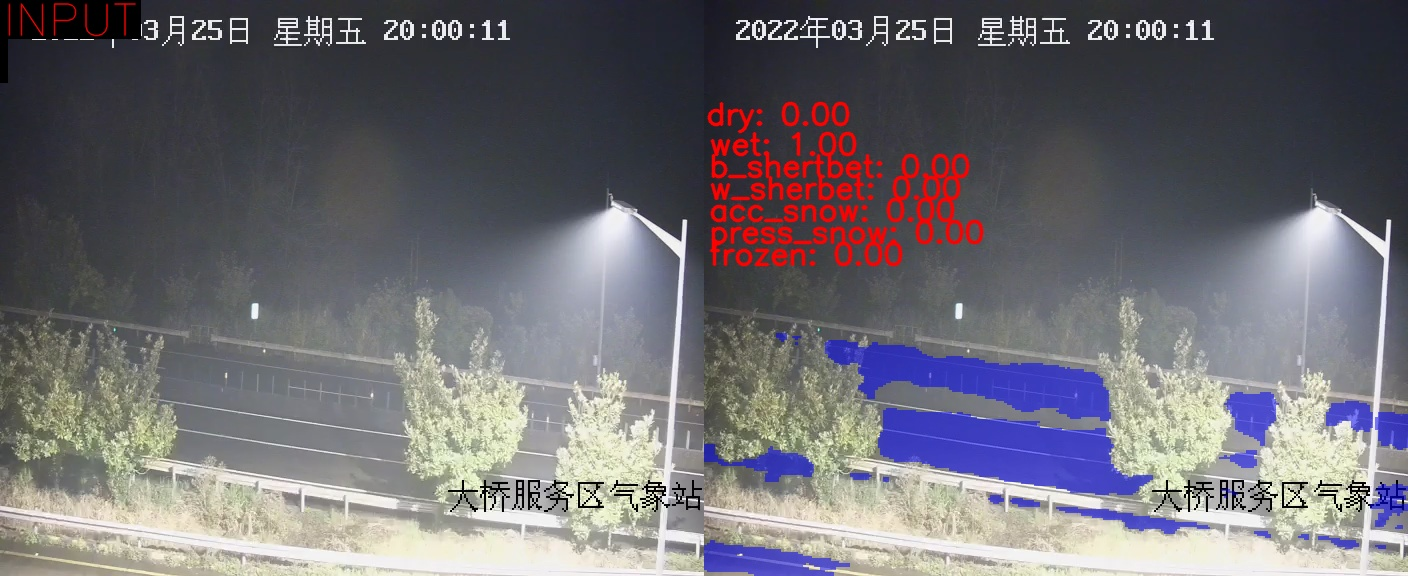 INPUT
03月25日 星期五 20:00:11
大桥服务区气象站
2022年03月25日 星期五 20:00:11
dry: 0.00
wet: 1.00
b_shertbet: 0.00
w_sherbet: 0.00
acc_snow: 0.00
press_snow: 0.00
frozen: 0.00
大桥服务区气象站